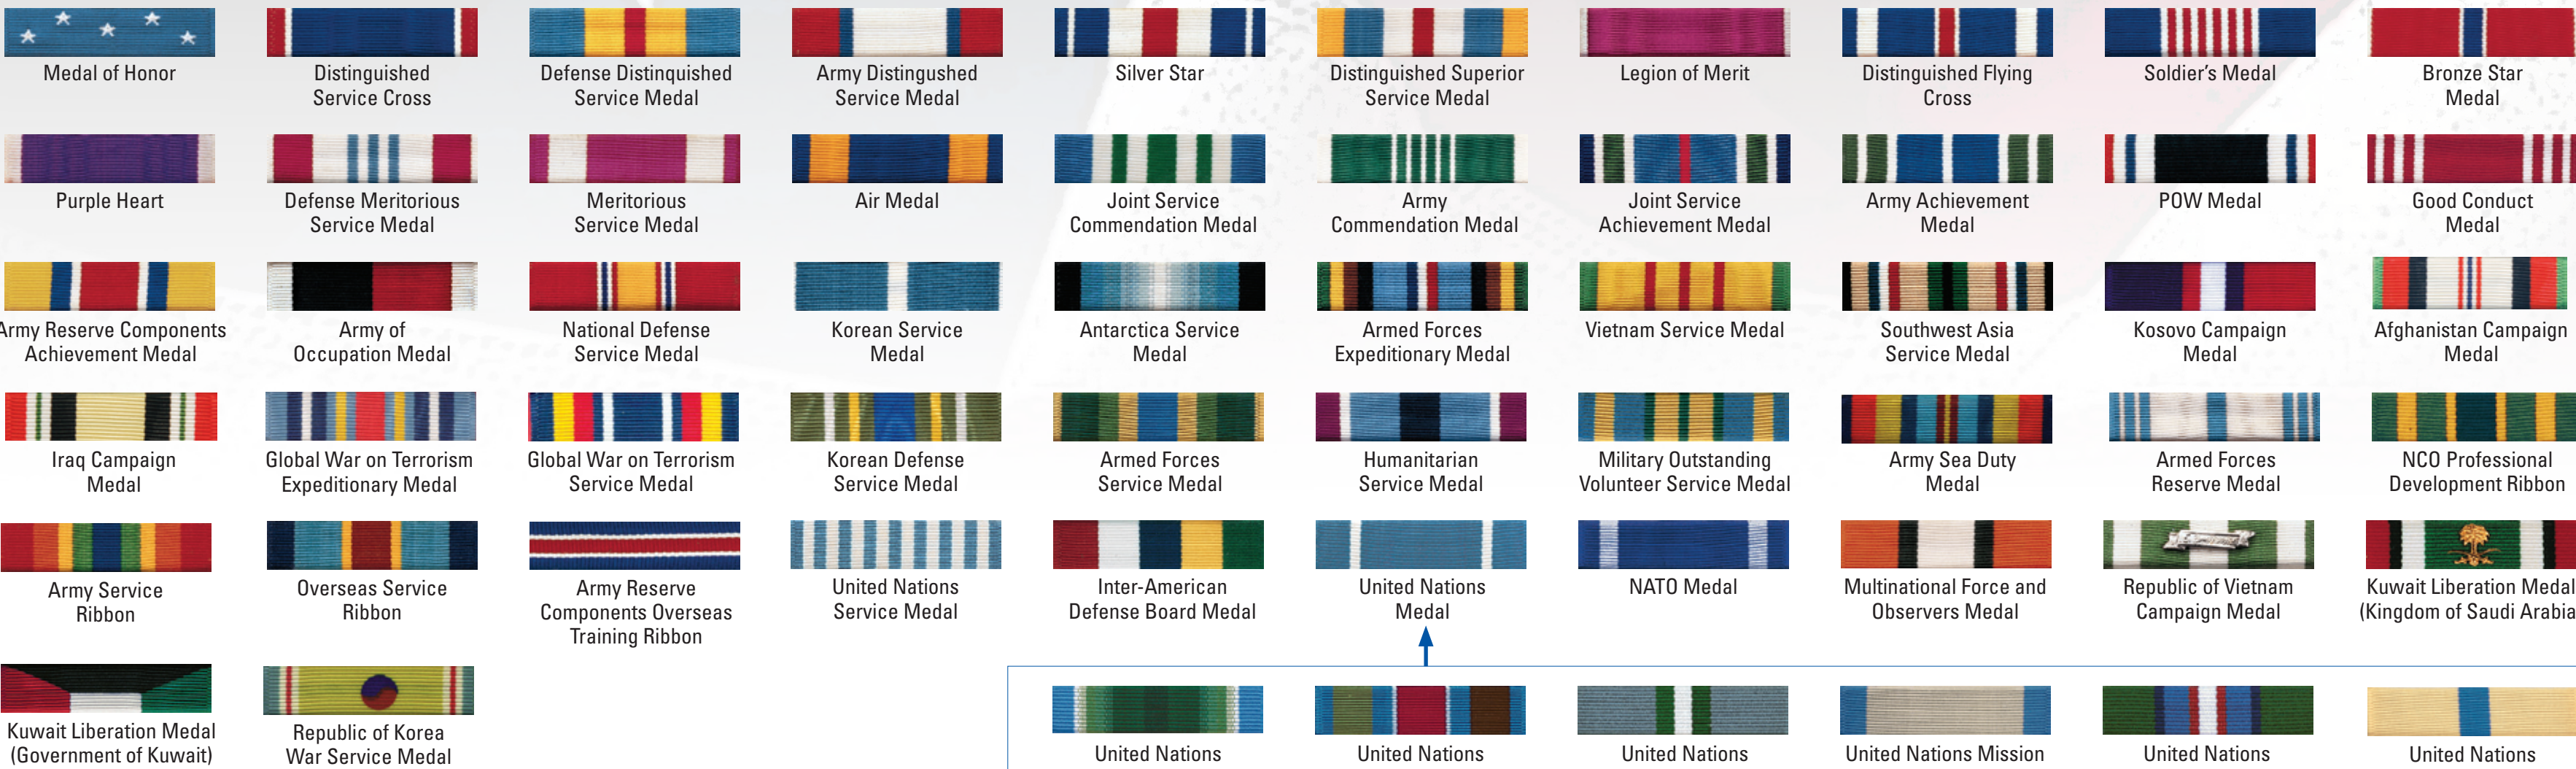 Medal of Honor
Distinguished
Service Cross
Defense Distinquished
Service Medal
Army Distingushed
Service Medal
Silver Star
Distinguished Superior
Service Medal
Legion of Merit
Distinguished Flying
Cross
Soldier's Medal
Bronze Star
Medal
Purple Heart
Defense Meritorious
Service Medal
Meritorious
Service Medal
Air Medal
Joint Service
Commendation Medal
Army
Commendation Medal
Joint Service
Achievement Medal
Army Achievement
Medal
POW Medal
Good Conduct
Medal
Army Reserve Components
Achievement Medal
Army of
Occupation Medal
National Defense
Service Medal
Korean Service
Medal
Antarctica Service
Medal
Armed Forces
Expeditionary Medal
Vietnam Service Medal
Southwest Asia
Service Medal
Kosovo Campaign
Medal
Afghanistan Campaign
Medal
Iraq Campaign
Medal
Global War on Terrorism
Expeditionary Medal
Global War on Terrorism
Service Medal
Korean Defense
Service Medal
Armed Forces
Service Medal
Humanitarian
Service Medal
Military Outstanding
Volunteer Service Medal
Army Sea Duty
Medal
Armed Forces
Reserve Medal
NCO Professional
Development Ribbon
Army Service
Ribbon
Overseas Service
Ribbon
Army Reserve
Components Overseas
Training Ribbon
United Nations
Service Medal
Inter-American
Defense Board Medal
United Nations
Medal
NATO Medal
Multinational Force and
Observers Medal
Republic of Vietnam
Campaign Medal
Kuwait Liberation Medal
(Kingdom of Saudi Arabia
Kuwait Liberation Medal
(Government of Kuwait)
Republic of Korea
War Service Medal
United Nations
United Nations
United Nations
United Nations Mission
United Nations
United Nations